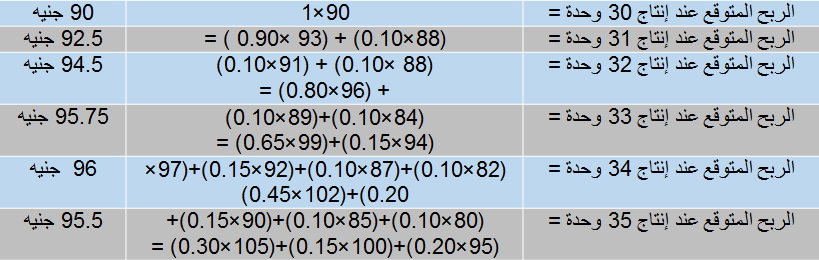 الربح المتوقع عند إنتاج 30 وحدة = 1×90 90 جنيه
الربح المتوقع عند إنتاج 31 وحدة = = ( 0.90× 93) + (0.10×88) 92.5 جنيه
الربح المتوقع عند إنتاج 32 وحدة = (0.10×91) + (0.10× 88) 94.5 جنيه
= (0.80×96) +
الربح المتوقع عند إنتاج 33 وحدة = (0.10×89)+(0.10×84) 95.75 جنيه
= (0.65×99)+(0.15×94)
الربح المتوقع عند إنتاج 34 وحدة = ×97)+(0.15×92)+(0.10×87)+(0.10×82) 96 جنيه
(0.45×102)+(0.20
الربح المتوقع عند إنتاج 35 وحدة = +(0.15×90)+(0.10×85)+(0.10×80) 95.5 جنيه
= (0.30×105)+(0.15×100)+(0.20×95)